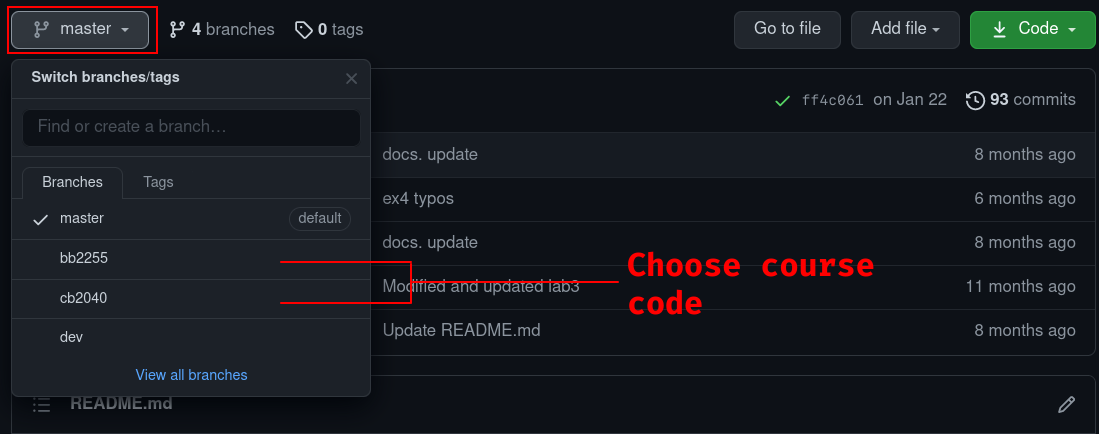 master 4 branches 0 tags Go to file Add file Code
Switch branches/tags
Find or create a branch...
Branches Tags
master default
bb2255
cb2040
dev
View all branches
ff4c061 on Jan 22 93 commits
docs. update 8 months ago
ex4 typos 6 months ago
docs. update 8 months ago
Modified and updated lab3 11 months ago
Update README.md 8 months ago
Choose course
code
README.md